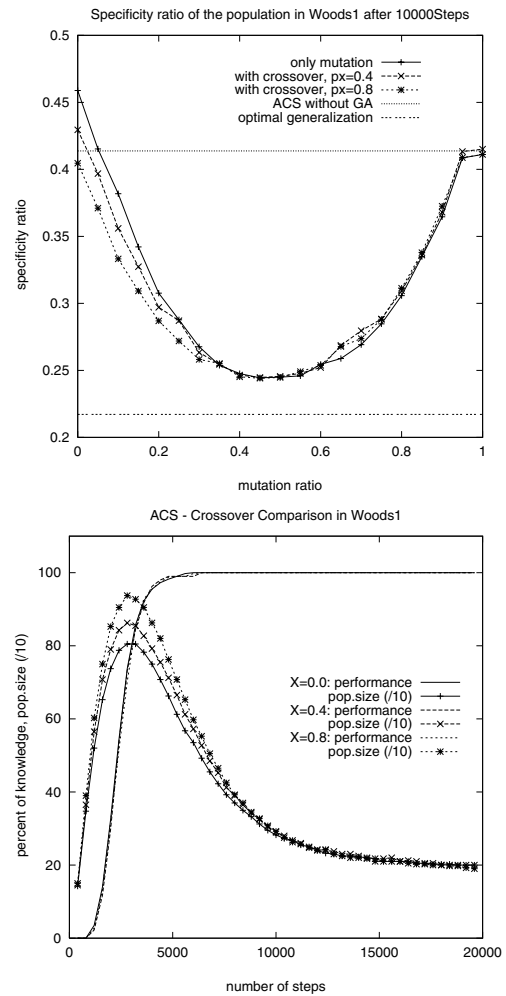 Specificity ratio of the population in Woods1 after 10000Steps
0.5
0.45
0.4
0.35
0.3
0.25
0.2
specificity ratio
only mutation
with crossover, px=0.4
with crossover, px=0.8
ACS without GA
optimal generalization
0 0.2 0.4 0.6 0.8 1
mutation ratio
ACS - Crossover Comparison in Woods1
100
80
60
40
20
0
percent of knowledge, pop.size (/10)
X=0.0: performance
pop.size (/10)
X=0.4: performance
pop.size (/10)
X=0.8: performance
pop.size (/10)
0 5000 10000 15000 20000
number of steps